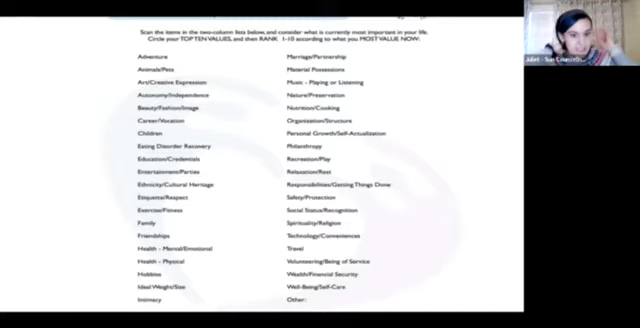 Scan the items in the two-column lists below, and consider what is currently most important in your life.
Circle your TOP TEN VALUES, and then RANK 1-10 according to what you MOST VALUE NOW:
Adventure
Animals/Pets
Art/Creative Expression
Autonomy/Independence
Beauty/Fashion/Image
Career/Vocation
Children
Eating Disorder Recovery
Education/Credentials
Entertainment/Parties
Ethnicity/Cultural Heritage
Etiquette/Respect
Exercise/Fitness
Family
Friendships
Health - Mental/Emotional
Health - Physical
Hobbies
Ideal Weight/Size
Intimacy
Marriage/Partnership
Material Possessions
Music - Playing or Listening
Nature/Preservation
Nutrition/Cooking
Organization/Structure
Personal Growth/Self-Actualization
Philanthropy
Recreation/Play
Relaxation/Rest
Responsibilities/Getting Things Done
Safety/Protection
Social Status/Recognition
Spirituality/Religion
Technology/Conveniences
Travel
Volunteering/Being of Service
Wealth/Financial Security
Well-Being/Self-Care
Other:
Juliet - Sun